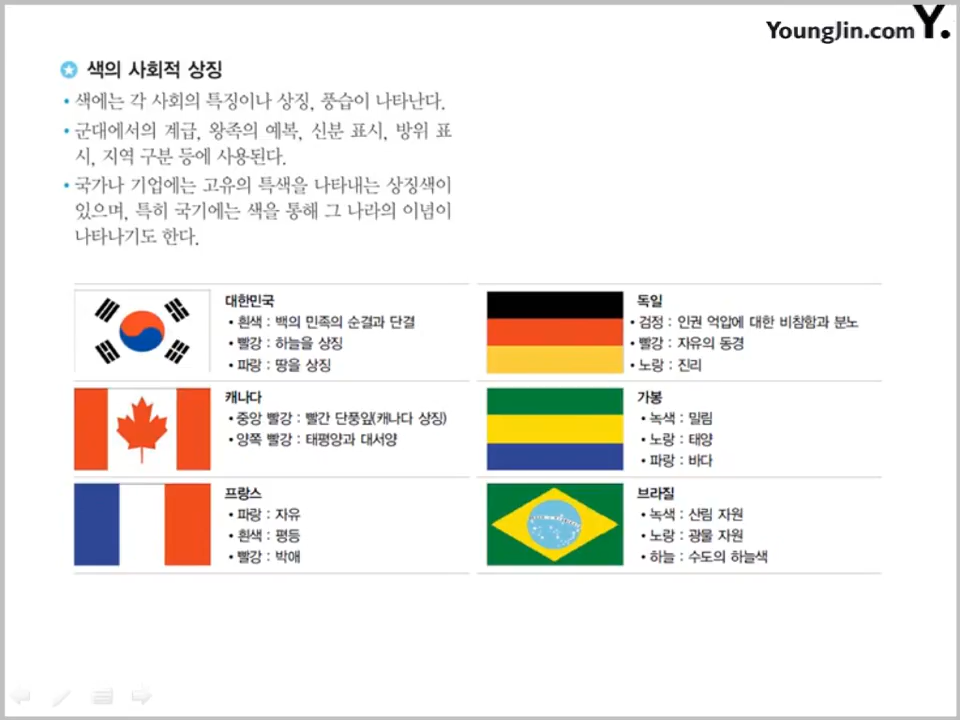 YoungJin.com Y.
색의 사회적 상징
• 색에는 각 사회의 특징이나 상징, 풍습이 나타난다.
• 군대에서의 계급, 왕족의 예복, 신분 표시, 방위 표
시, 지역 구분 등에 사용된다.
• 국가나 기업에는 고유의 특색을 나타내는 상징색이
있으며, 특히 국기에는 색을 통해 그 나라의 이념이
나타나기도 한다.
대한민국
• 흰색 : 백의 민족의 순결과 단결
• 빨강 : 하늘을 상징
• 파랑 : 땅을 상징
독일
• 검정 : 인권 억압에 대한 비참함과 분노
• 빨강 : 자유의 동경
• 노랑 : 진리
캐나다
• 중앙 빨강 : 빨간 단풍잎(캐나다 상징)
• 양쪽 빨강 : 태평양과 대서양
가봉
• 녹색 : 밀림
• 노랑 : 태양
• 파랑 : 바다
프랑스
• 파랑 : 자유
• 흰색 : 평등
• 빨강 : 박애
브라질
• 녹색 : 산림 자원
• 노랑 : 광물 자원
• 하늘 : 수도의 하늘색